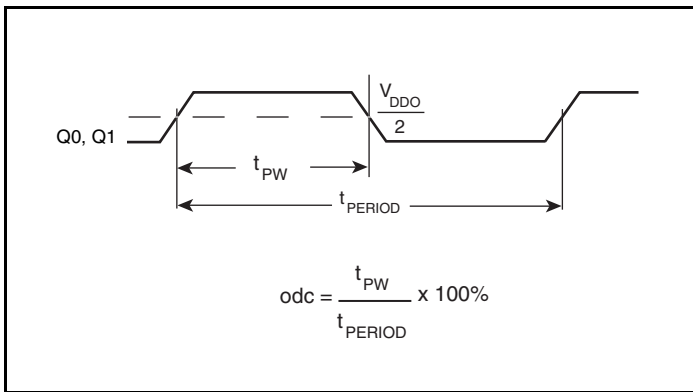 V_DDO
2
Q0, Q1
t_PW
t_PERIOD
odc = t_PW / t_PERIOD x 100%